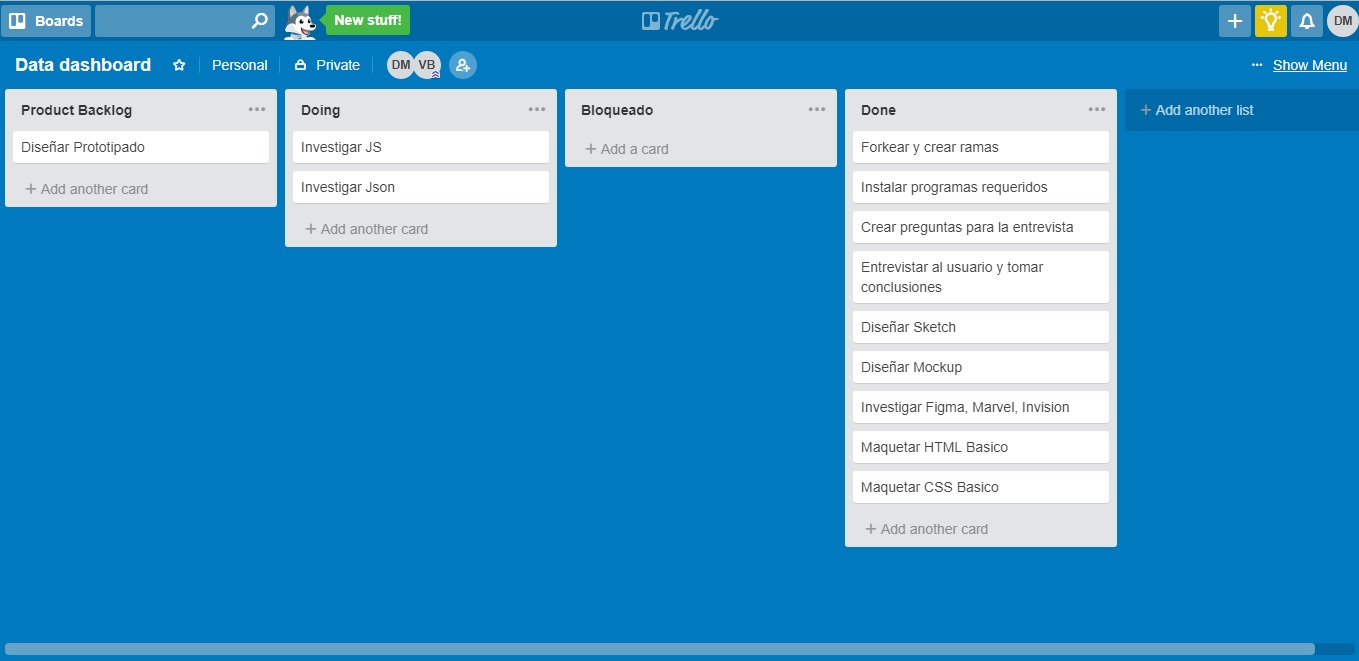 Boards
New stuff!
Trello
DM
Data dashboard
Personal
Private
DM
VB
Show Menu
Product Backlog
Diseñar Prototipado
+ Add another card
Doing
Investigar JS
Investigar Json
+ Add another card
Bloqueado
+ Add a card
Done
Forkear y crear ramas
Instalar programas requeridos
Crear preguntas para la entrevista
Entrevistar al usuario y tomar
conclusiones
Diseñar Sketch
Diseñar Mockup
Investigar Figma, Marvel, Invision
Maquetar HTML Basico
Maquetar CSS Basico
+ Add another card
+ Add another list